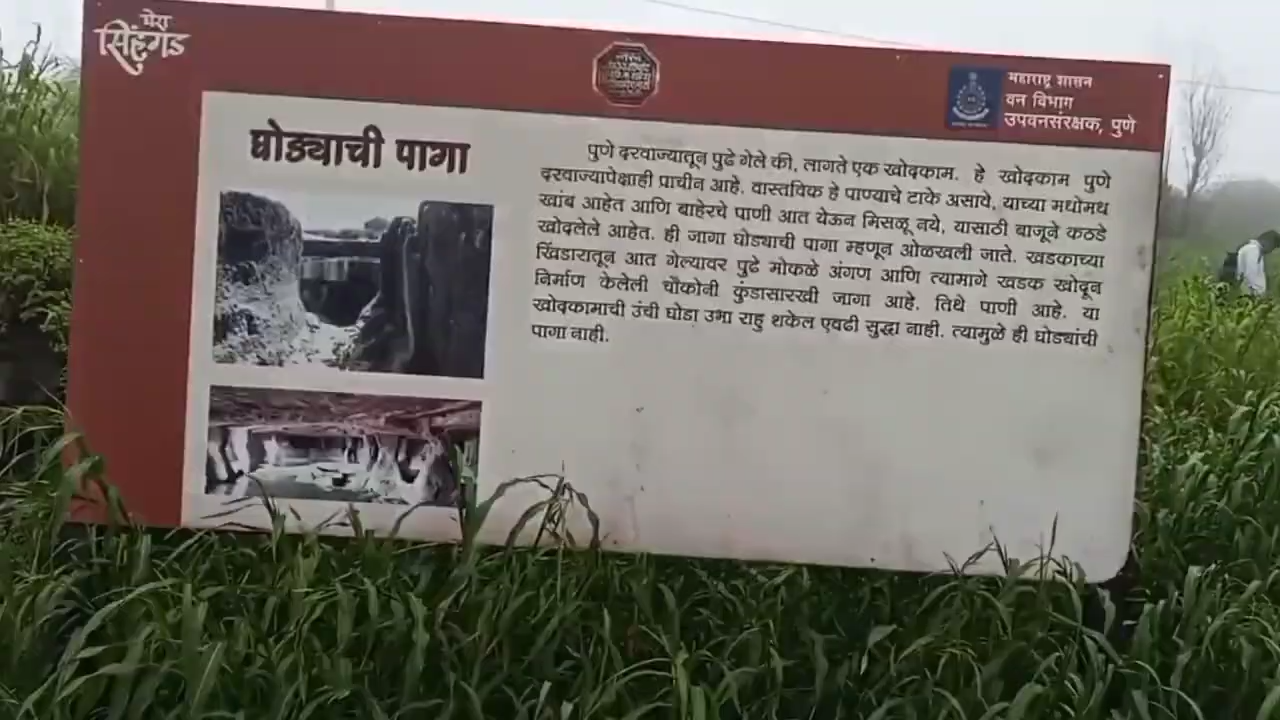 मेरा
सिंहगड
महाराष्ट्र शासन
वन विभाग
उपवनसंरक्षक, पुणे
घोड्याची पागा
पुणे दरवाज्यातून पुढे गेले की, लागते एक खोदकाम. हे खोदकाम पुणे
दरवाज्यापेक्षाही प्राचीन आहे. वास्तविक हे पाण्याचे टाके असावे, याच्या मधोमध
खांब आहेत आणि बाहेरचे पाणी आत येऊन मिसळू नये, यासाठी बाजूने कठडे
खोदलेले आहेत. ही जागा घोड्याची पागा म्हणून ओळखली जाते. खडकाच्या
खिंडारातून आत गेल्यावर पुढे मोकळे अंगण आणि त्यामागे खडक खोदून
निर्माण केलेली चौकोनी कुंडासारखी जागा आहे. तिथे पाणी आहे. या
खोदकामाची उंची घोडा उभा राहु शकेल एवढी सुद्धा नाही. त्यामुळे ही घोड्यांची
पागा नाही.